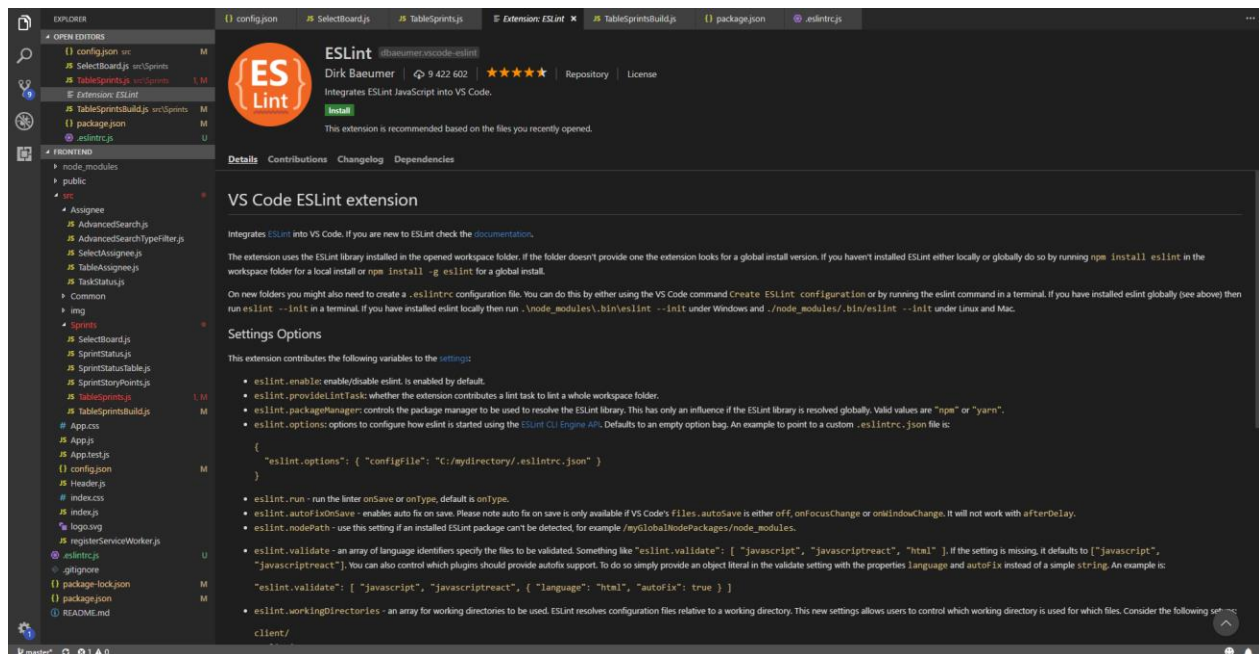 EXPLORER
{} config.json
JS SelectBoard.js
JS TableSprints.js
Extension: ESLint ×
JS TableSprintsBuild.js
{} package.json
.eslintrc.js
OPEN EDITORS
{} config.json src M
JS SelectBoard.js src\Sprints
JS TableSprints.js src\Sprints 1, M
Extension: ESLint
JS TableSprintsBuild.js src\Sprints M
{} package.json M
.eslintrc.js U
9
FRONTEND
node_modules
public
src
Assignee
JS AdvancedSearch.js
JS AdvancedSearchTypeFilter.js
JS SelectAssignee.js
JS TableAssignee.js
JS TaskStatus.js
Common
img
Sprints
JS SelectBoard.js
JS SprintStatus.js
JS SprintStatusTable.js
JS SprintStoryPoints.js
JS TableSprints.js 1, M
JS TableSprintsBuild.js M
# App.css
JS App.js
JS App.test.js
{} config.json M
JS Header.js
# index.css
JS index.js
logo.svg
JS registerServiceWorker.js
.eslintrc.js U
.gitignore
{} package-lock.json M
{} package.json M
README.md
1
master* 1 0
{ES}
Lint
ESLint dbaeumer.vscode-eslint
Dirk Baeumer | 9 422 602 | ★★★★★ | Repository | License
Integrates ESLint JavaScript into VS Code.
Install
This extension is recommended based on the files you recently opened.
Details Contributions Changelog Dependencies
VS Code ESLint extension
Integrates ESLint into VS Code. If you are new to ESLint check the documentation.
The extension uses the ESLint library installed in the opened workspace folder. If the folder doesn't provide one the extension looks for a global install version. If you haven't installed ESLint either locally or globally do so by running npm install eslint in the
workspace folder for a local install or npm install -g eslint for a global install.
On new folders you might also need to create a .eslintrc configuration file. You can do this by either using the VS Code command Create ESLint configuration or by running the eslint command in a terminal. If you have installed eslint globally (see above) then
run eslint --init in a terminal. If you have installed eslint locally then run .\node_modules\.bin\eslint --init under Windows and ./node_modules/.bin/eslint --init under Linux and Mac.
Settings Options
This extension contributes the following variables to the settings:
• eslint.enable: enable/disable eslint. Is enabled by default.
• eslint.provideLintTask: whether the extension contributes a lint task to lint a whole workspace folder.
• eslint.packageManager: controls the package manager to be used to resolve the ESLint library. This has only an influence if the ESLint library is resolved globally. Valid values are "npm" or "yarn".
• eslint.options: options to configure how eslint is started using the ESLint CLI Engine API. Defaults to an empty option bag. An example to point to a custom .eslintrc.json file is:
{
"eslint.options": { "configFile": "C:/mydirectory/.eslintrc.json" }
}
• eslint.run - run the linter onSave or onType, default is onType.
• eslint.autoFixOnSave - enables auto fix on save. Please note auto fix on save is only available if VS Code's files.autoSave is either off, onFocusChange or onWindowChange. It will not work with afterDelay.
• eslint.nodePath - use this setting if an installed ESLint package can't be detected, for example /myGlobalNodePackages/node_modules.
• eslint.validate - an array of language identifiers specify the files to be validated. Something like "eslint.validate": [ "javascript", "javascriptreact", "html" ]. If the setting is missing, it defaults to ["javascript",
"javascriptreact"]. You can also control which plugins should provide autofix support. To do so simply provide an object literal in the validate setting with the properties language and autoFix instead of a simple string. An example is:
"eslint.validate": [ "javascript", "javascriptreact", { "language": "html", "autoFix": true } ]
• eslint.workingDirectories - an array for working directories to be used. ESLint resolves configuration files relative to a working directory. This new settings allows users to control which working directory is used for which files. Consider the following
client/